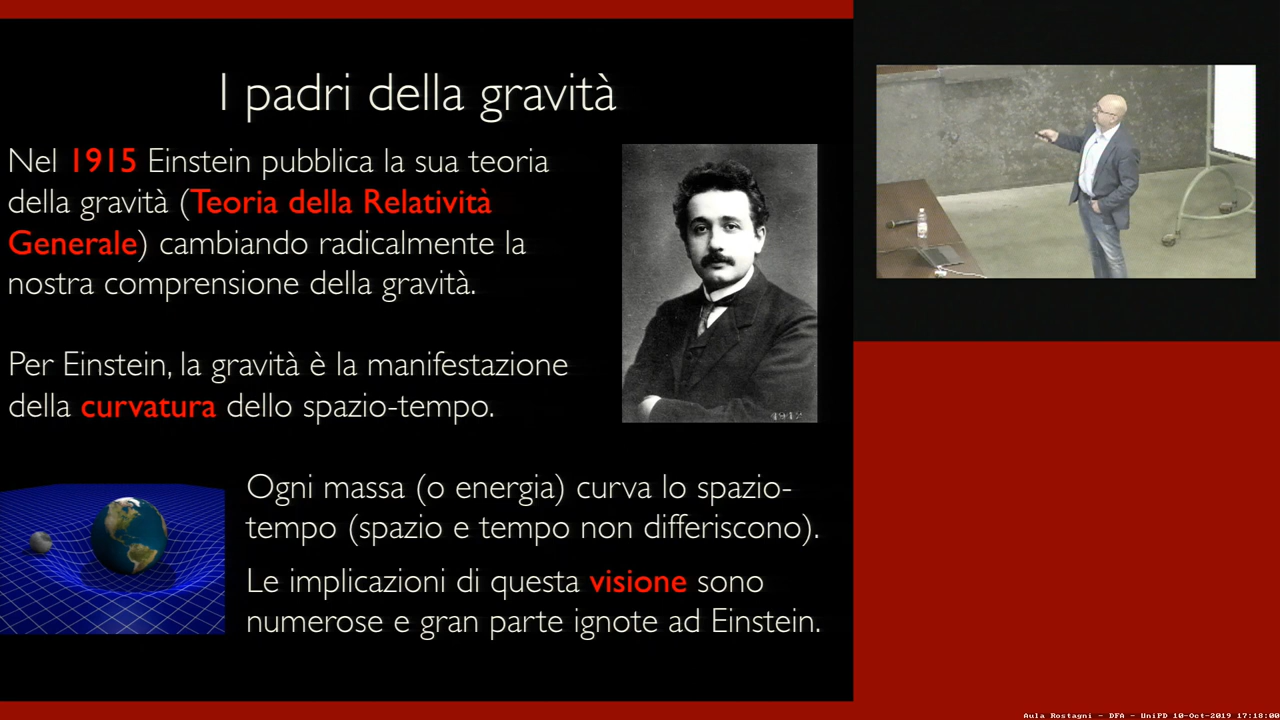 I padri della gravità
Nel 1915 Einstein pubblica la sua teoria
della gravità (Teoria della Relatività
Generale) cambiando radicalmente la
nostra comprensione della gravità.
Per Einstein, la gravità è la manifestazione
della curvatura dello spazio-tempo.
1912
Ogni massa (o energia) curva lo spazio-
tempo (spazio e tempo non differiscono).
Le implicazioni di questa visione sono
numerose e gran parte ignote ad Einstein.
Aula Rostagni - DFA - UniPD 10-Oct-2019 17:18:00